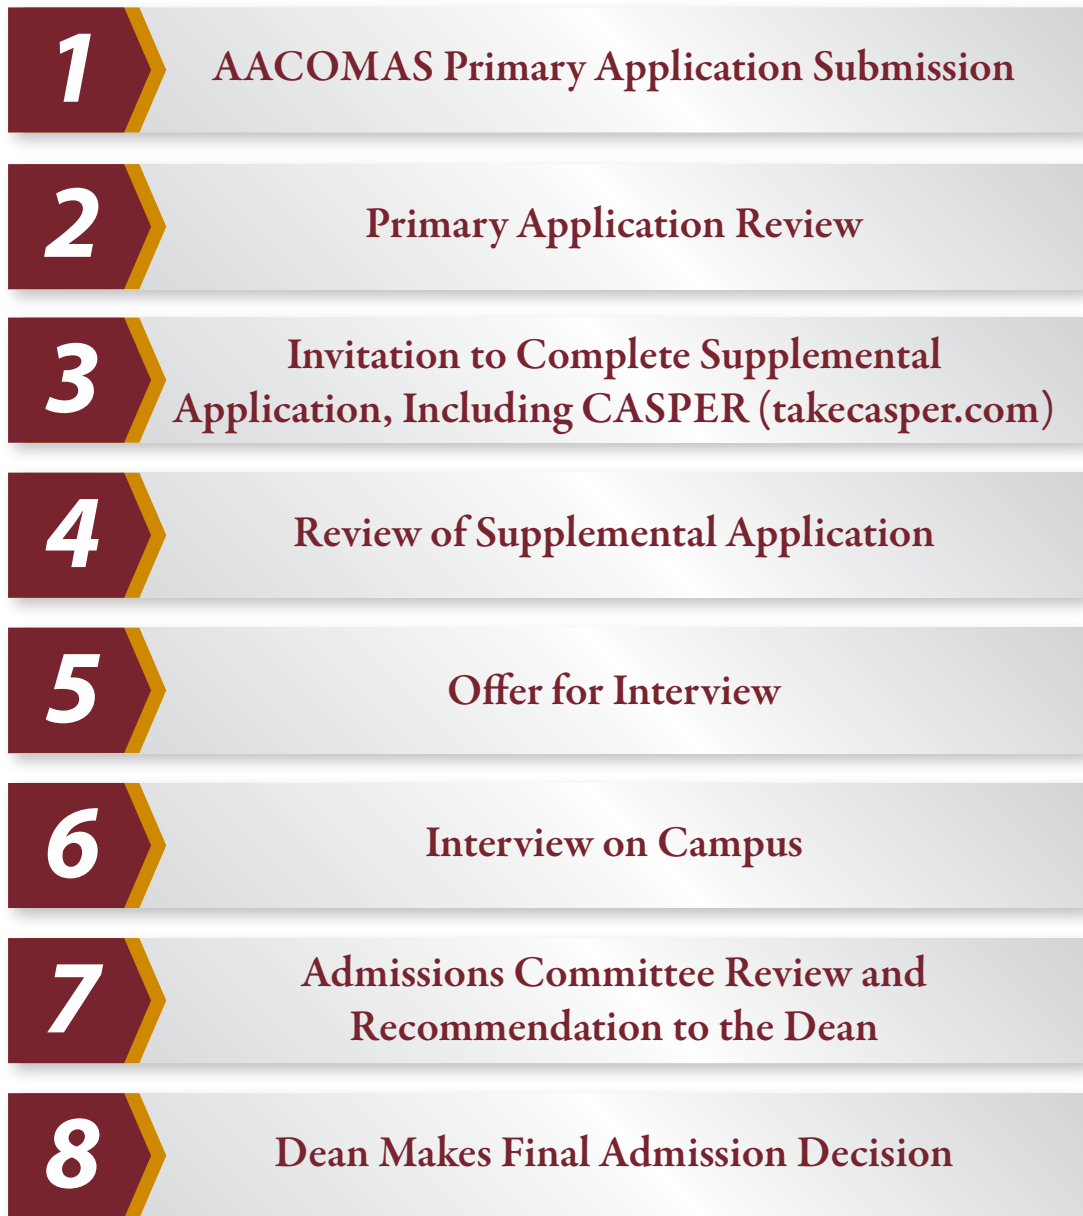 1
AACOMAS Primary Application Submission
2
Primary Application Review
3
Invitation to Complete Supplemental
Application, Including CASPER (takecasper.com)
4
Review of Supplemental Application
5
Offer for Interview
6
Interview on Campus
7
Admissions Committee Review and
Recommendation to the Dean
8
Dean Makes Final Admission Decision